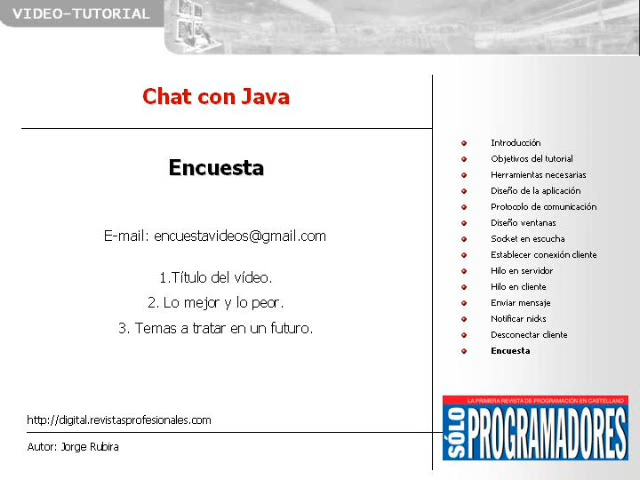 VIDEO-TUTORIAL
Chat con Java
Encuesta
E-mail: encuestavideos@gmail.com
1.Título del vídeo.
2. Lo mejor y lo peor.
3. Temas a tratar en un futuro.
http://digital.revistasprofesionales.com
Autor: Jorge Rubira
Introducción
Objetivos del tutorial
Herramientas necesarias
Diseño de la aplicación
Protocolo de comunicación
Diseño ventanas
Socket en escucha
Establecer conexión cliente
Hilo en servidor
Hilo en cliente
Enviar mensaje
Notificar nicks
Desconectar cliente
Encuesta
LA PRIMERA REVISTA DE PROGRAMACIÓN EN CASTELLANO
SÓLO
PROGRAMADORES